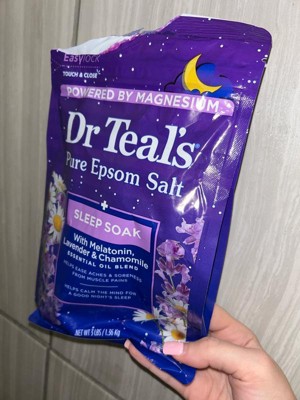 Easylock
TOUCH & CLOSE
POWERED BY MAGNESIUM
Dr Teal's
Pure Epsom Salt
+
SLEEP SOAK
With Melatonin,
Lavender & Chamomile
ESSENTIAL OIL BLEND
HELPS EASE ACHES & SORENESS
FROM MUSCLE PAINS
HELPS CALM THE MIND FOR
A GOOD NIGHT'S SLEEP
NET WT 3 LBS/1.36 Kg